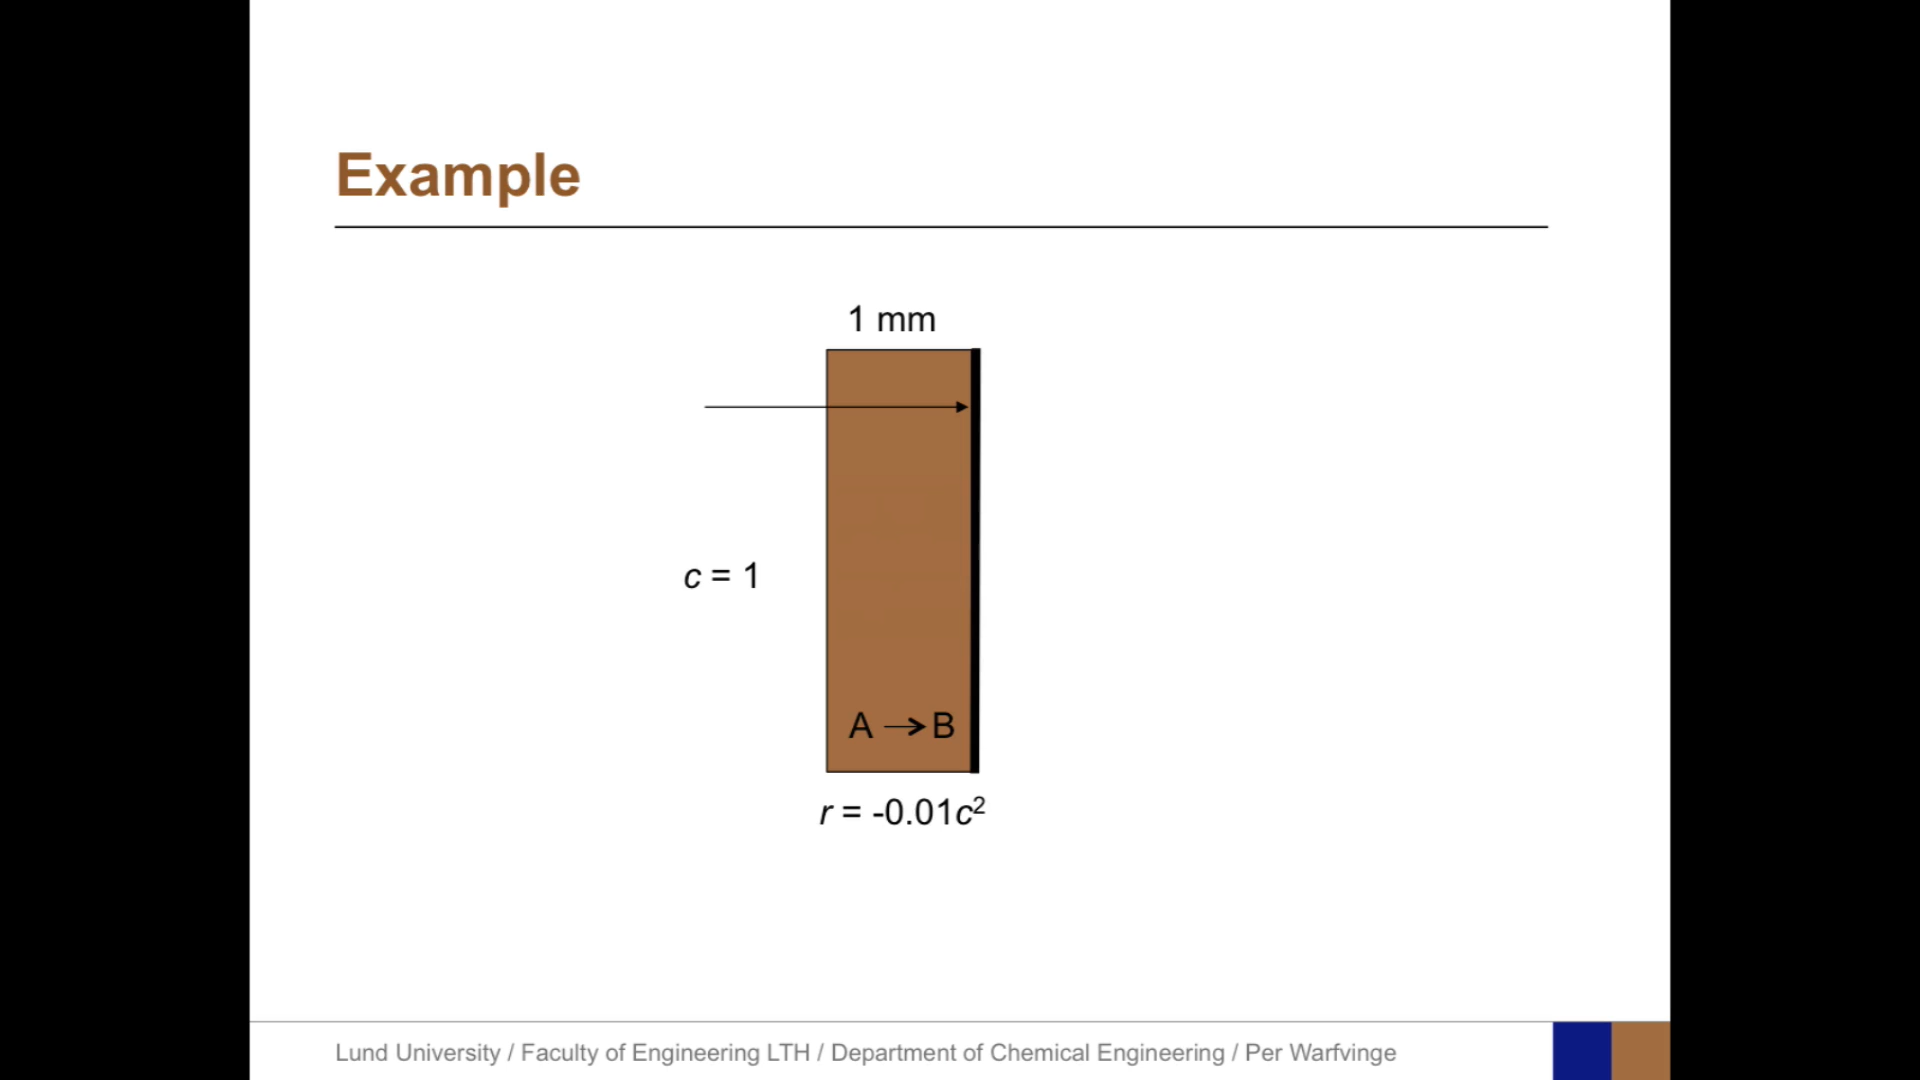 Example
1 mm
c = 1
A → B
r = -0.01c²
Lund University / Faculty of Engineering LTH / Department of Chemical Engineering / Per Warfvinge